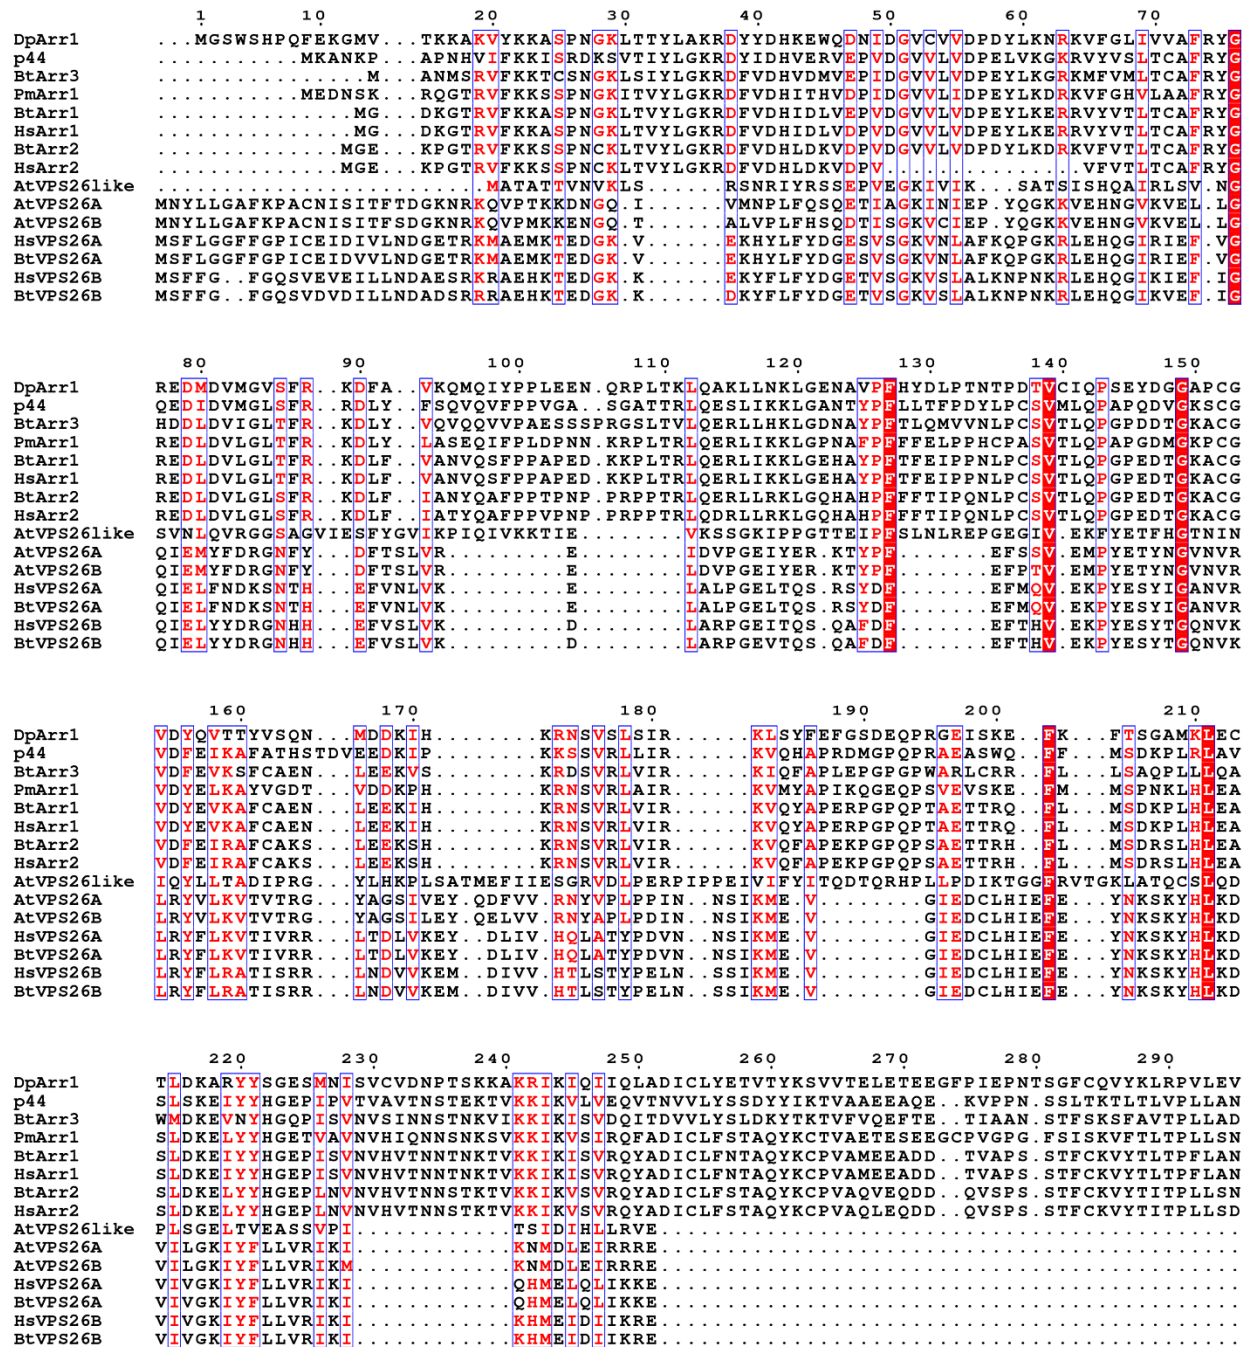 1 10 20 30 40 50 60 70
DpArr1 ...MGSWSHPQFEKGMV...TKKAKVYKKASPNGKLTTYLAKRDYYDHKEWQDNIDGVCVVDPDYLKNRKVFGLIVVAFRYG
p44 ...........MKANKP...APNHVIFKKISRDKSVTIYLGKRDYIDHVERVEPVDGVVLVDPELVKGKRVYVSLTCAFRYG
BtArr3 ................M...ANMSRVFKKTCSNGKLSIYLGKRDFVDHVDMVEPIDGVVLVDPEYLKGRKMFVMLTCAFRYG
PmArr1 ...........MEDNSK...RQGTRVFKKSSPNGKITVYLGKRDFVDHITHVDPIDGVVLIDPEYLKDRKVFGHVLAAFRYG
BtArr1 ...............MG...DKGTRVFKKASPNGKLTVYLGKRDFVDHIDLVEPVDGVVLVDPEYLKERRVYVTLTCAFRYG
HsArr1 ...............MG...DKGTRVFKKASPNGKLTVYLGKRDFVDHIDLVDPVDGVVLVDPEYLKERRVYVTLTCAFRYG
BtArr2 ..............MGE...KPGTRVFKKSSPNCKLTVYLGKRDFVDHLDKVDPVDGVVLVDPDYLKDRKVFVTLTCAFRYG
HsArr2 ..............MGE...KPGTRVFKKSSPNCKLTVYLGKRDFVDHLDKVDPV...............VFVTLTCAFRYG
AtVPS26like .........................MATATTVNVKLS......RSNRIYRSSEPVEGKIVIK....SATSISHQAIRLSV.NG
AtVPS26A MNYLLGAFKPACNISITFTDGKNRKQVPTKKDNGQ.I......VMNPLFQSQETIAGKINIEP.YQGKKVEHNGVKVEL.LG
AtVPS26B MNYLLGAFKPACNISITFSDGKNRKQVPMKKENGQ.T......ALVPLFHSQDTISGKVCIEP.YQGKKVEHNGVKVEL.LG
HsVPS26A MSFLGGFFGPICEIDIVLNDGETRKMAEMKTEDGK.V......EKHYLFYDGESVSGKVNLAFKQPGKRLEHQGIRIEF.VG
BtVPS26A MSFLGGFFGPICEIDVVLNDGETRKMAEMKTEDGK.V......EKHYLFYDGESVSGKVNLAFKQPGKRLEHQGIRIEF.VG
HsVPS26B MSFFG..FGQSVEVEILLNDAESRKRAEHKTEDGK.K......EKYFLFYDGETVSGKVSLALKNPNKRLEHQGIKIEF.IG
BtVPS26B MSFFG..FGQSVDVDILLNDADSRRRAEHKTEDGK.K......DKYFLFYDGETVSGKVSLALKNPNKRLEHQGIKVEF.IG
80 90 100 110 120 130 140 150
DpArr1 REDMDVMGVSFR..KDFA..VKQMQIYPPLEEN.QRPLTKLQAKLLNKLGENAVPFHYDLPTNTPDTVCIQPSEYDGGAPCG
p44 QEDIDVMGLSFR..RDLY..FSQVQVFPPVGA..SGATTRLQESLIKKLGANTYPFLLTFPDYLPCSVMLQPAPQDVGKSCG
BtArr3 HDDLDVIGLTFR..KDLY..VQVQQVVPAESSSPRGSLTVLQERLIKKLGDNAYPFTLQMVVNLPCSVTLQPGPDDTGKACG
PmArr1 REDLDVLGLTFR..KDLY..LASEQIFPLDPNN.KRPLTRLQERLIKKLGPNAFPFFFELPPHCPASVTLQPAPGDMGKPCG
BtArr1 REDLDVLGLTFR..KDLF..VANVQSFPPAPED.KKPLTRLQERLIKKLGEHAYPFTFEIPPNLPCSVTLQPGPEDTGKACG
HsArr1 REDLDVLGLTFR..KDLF..VANVQSFPPAPED.KKPLTRLQERLIKKLGEHAYPFTFEIPPNLPCSVTLQPGPEDTGKACG
BtArr2 REDLDVLGLSFR..KDLF..IANYQAFPPTPNP.PRPPTRLQERLLRKLGQHAHPFFFTIPQNLPCSVTLQPGPEDTGKACG
HsArr2 REDLDVLGLSFR..KDLF..IATYQAFPPVPNP.PRPPTRLQDRLLRKLGQHAHPFFFTIPQNLPCSVTLQPGPEDTGKACG
AtVPS26like SVNLQVRGGSAGVIESFYGVIKPIQIVKKTIE......VKSSGKIPPGTTEIPFSLNLREPGEGIV.EKFYETFHGTNIN
AtVPS26A QIEMYFDRGNFY..DFTSLVR.........E.......IDVPGEIYER.KTYPF.......EFSSV.EMPYETYNGVNVR
AtVPS26B QIEMYFDRGNFY..DFTSLVR.........E.......LDVPGEIYER.KTYPF.......EFPTV.EMPYETYNGVNVR
HsVPS26A QIELFNDKSNTH..EFVNLVK.........E.......LALPGELTQS.RSYDF.......EFMQV.EKPYESYIGANVR
BtVPS26A QIELFNDKSNTH..EFVNLVK.........E.......LALPGELTQS.RSYDF.......EFMQV.EKPYESYIGANVR
HsVPS26B QIELYYDRGNHH..EFVSLVK.........D.......LARPGEITQS.QAFDF.......EFTHV.EKPYESYTGQNVK
BtVPS26B QIELYYDRGNHH..EFVSLVK.........D.......LARPGEVTQS.QAFDF.......EFTHV.EKPYESYTGQNVK
160 170 180 190 200 210
DpArr1 VDYQVTTYVSQN...MDDKIH......KRNSVSLSIR.....KLSYFEFGSDEQPRGEISKE.FK...FTSGAMKLEC
p44 VDFEIKAFATHSTDVEEDKIP......KKSSVRLLIR.....KVQHAPRDMGPQPRAEASWQ.FF...MSDKPLRLAV
BtArr3 VDFEVKSFCAEN...LEEKVS......KRDSVRLVIR.....KIQFAPLEPGPGPWARLCRR.FL...LSAQPLLLQA
PmArr1 VDYELKAYVGDT...VDDKPH......KRNSVRLAIR.....KVMYAPIKQGEQPSVEVSKE.FM...MSPNKLHLEA
BtArr1 VDYEVKAFCAEN...LEEKIH......KRNSVRLVIR.....KVQYAPERPGPQPTAETTRQ.FL...MSDKPLHLEA
HsArr1 VDYEVKAFCAEN...LEEKIH......KRNSVRLVIR.....KVQYAPERPGPQPTAETTRQ.FL...MSDKPLHLEA
BtArr2 VDFEIRAFCAKS...LEEKSH......KRNSVRLVIR.....KVQFAPEKPGPQPSAETTRH.FL...MSDRSLHLEA
HsArr2 VDFEIRAFCAKS...LEEKSH......KRNSVRLVIR.....KVQFAPEKPGPQPSAETTRH.FL...MSDRSLHLEA
AtVPS26like IQYLLTADIPRG...YLHKPLSATMEFIIESGRVDLPERPIPPEIVIFYITQDTQRHPLLPDIKTGGFRVTGKLATQCSLQD
AtVPS26A LRYVLKVTVTRG...YAGSIVEY.QDFVV.RNYVPLPPIN..NSIKME.V........GIEDCLHIEFE...YNKSKYHLKD
AtVPS26B LRYVLKVTVTRG...YAGSILEY.QELVV.RNYAPLPDIN..NSIKME.V........GIEDCLHIEFE...YNKSKYHLKD
HsVPS26A LRYFLKVTIVRR...LTDLVKEY...DLIV.HQLATYPDVN..NSIKME.V........GIEDCLHIEFE...YNKSKYHLKD
BtVPS26A LRYFLKVTIVRR...LTDLVKEY...DLIV.HQLATYPDVN..NSIKME.V........GIEDCLHIEFE...YNKSKYHLKD
HsVPS26B LRYFLRATISRR...LNDVVKEM...DIVV.HTLSTYPELN..SSIKME.V........GIEDCLHIEFE...YNKSKYHLKD
BtVPS26B LRYFLRATISRR...LNDVVKEM...DIVV.HTLSTYPELN..SSIKME.V........GIEDCLHIEFE...YNKSKYHLKD
220 230 240 250 260 270 280 290
DpArr1 TLDKARYYSGESMNISVCVDNPTSKKAKRIKIQIIQLADICLYETVTYKSVVTELETEEGFPIEPNTSGFCQVYKLRPVLEV
p44 SLSKEIYYHGEPIPVTVAVTNSTEKTVKKIKVLVEQVTNVVLYSSDYYIKTVAAEEAQE..KVPPN.SSLTKTLTLVPLLAN
BtArr3 WMDKEVNYHGQPISVNVSINNSTNKVIKKIKISVDQITDVVLYSLDKYTKTVFVQEFTE..TIAAN.STFSKSFAVTPLLAD
PmArr1 SLDKELYYHGETVAVNVHIQNNSNKSVKKIKVSIRQFADICLFSTAQYKCTVAETESEEGCPVGPG.FSISKVFTLTPLLSD
BtArr1 SLDKEIYYHGEPISVNVHVTNNTNKTVKKIKISVRQYADICLFNTAQYKCPVAMEEADD..TVAPS.STFCKVYTLTPFLAN
HsArr1 SLDKEIYYHGEPISVNVHVTNNTNKTVKKIKISVRQYADICLFNTAQYKCPVAMEEADD..TVAPS.STFCKVYTLTPFLAN
BtArr2 SLDKELYYHGEPLNVNVHVTNNSTKTVKKIKVSVRQYADICLFSTAQYKCPVAQVEQDD..QVSPS.STFCKVYTITPLLSN
HsArr2 SLDKELYYHGEPLNVNVHVTNNSTKTVKKIKVSVRQYADICLFSTAQYKCPVAQLEQDD..QVSPS.STFCKVYTITPLLSD
AtVPS26like PLSGELTVEASSVPI............TSIDIHLLRVE............................................
AtVPS26A VILGKIYFLLVRIKI............KNMDLEIRRRE............................................
AtVPS26B VILGKIYFLLVRIKM............KNMDLEIRRRE............................................
HsVPS26A VIVGKIYFLLVRIKI............QHMELQLIKKE............................................
BtVPS26A VIVGKIYFLLVRIKI............QHMELQLIKKE............................................
HsVPS26B VIVGKIYFLLVRIKI............KHMEIDIIKRE............................................
BtVPS26B VIVGKIYFLLVRIKI............KHMEIDIIKRE............................................